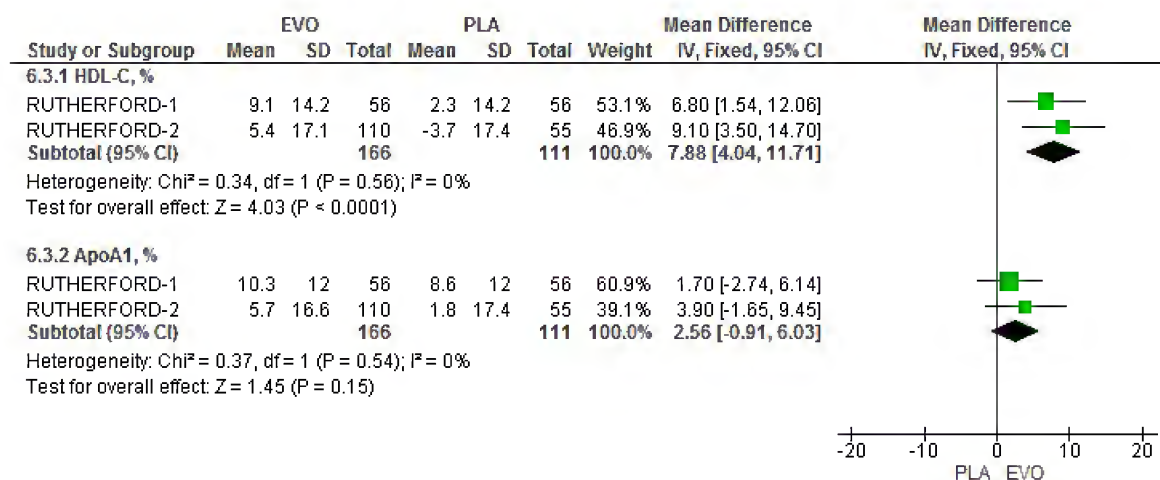 EVO PLA Mean Difference Mean Difference
Study or Subgroup Mean SD Total Mean SD Total Weight IV, Fixed, 95% CI IV, Fixed, 95% CI
6.3.1 HDL-C, %
RUTHERFORD-1 9.1 14.2 56 2.3 14.2 56 53.1% 6.80 [1.54, 12.06]
RUTHERFORD-2 5.4 17.1 110 -3.7 17.4 55 46.9% 9.10 [3.50, 14.70]
Subtotal (95% CI) 166 111 100.0% 7.88 [4.04, 11.71]
Heterogeneity: Chi² = 0.34, df = 1 (P = 0.56); I² = 0%
Test for overall effect: Z = 4.03 (P < 0.0001)
6.3.2 ApoA1, %
RUTHERFORD-1 10.3 12 56 8.6 12 56 60.9% 1.70 [-2.74, 6.14]
RUTHERFORD-2 5.7 16.6 110 1.8 17.4 55 39.1% 3.90 [-1.65, 9.45]
Subtotal (95% CI) 166 111 100.0% 2.56 [-0.91, 6.03]
Heterogeneity: Chi² = 0.37, df = 1 (P = 0.54); I² = 0%
Test for overall effect: Z = 1.45 (P = 0.15)
-20 -10 0 10 20
PLA EVO